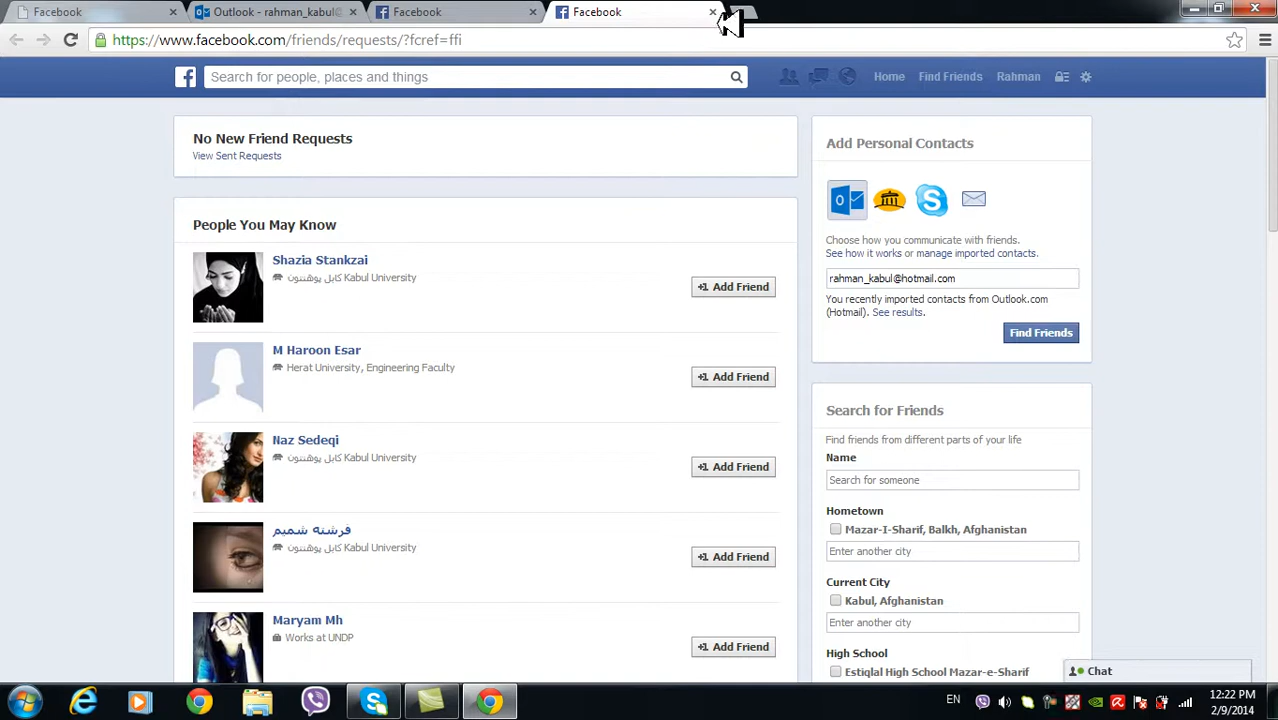 Facebook
Outlook - rahman_kabul@
Facebook
Facebook
https://www.facebook.com/friends/requests/?fcref=ffi
Search for people, places and things
Home
Find Friends
Rahman
No New Friend Requests
View Sent Requests
People You May Know
Shazia Stankzai
کابل پوهنتون Kabul University
+1 Add Friend
M Haroon Esar
Herat University, Engineering Faculty
+1 Add Friend
Naz Sedeqi
کابل پوهنتون Kabul University
+1 Add Friend
فرشته شمیم
کابل پوهنتون Kabul University
+1 Add Friend
Maryam Mh
Works at UNDP
+1 Add Friend
Add Personal Contacts
Choose how you communicate with friends.
See how it works or manage imported contacts.
rahman_kabul@hotmail.com
You recently imported contacts from Outlook.com
(Hotmail). See results.
Find Friends
Search for Friends
Find friends from different parts of your life
Name
Search for someone
Hometown
Mazar-I-Sharif, Balkh, Afghanistan
Enter another city
Current City
Kabul, Afghanistan
Enter another city
High School
Estiglal High School Mazar-e-Sharif
Chat
EN
12:22 PM
2/9/2014